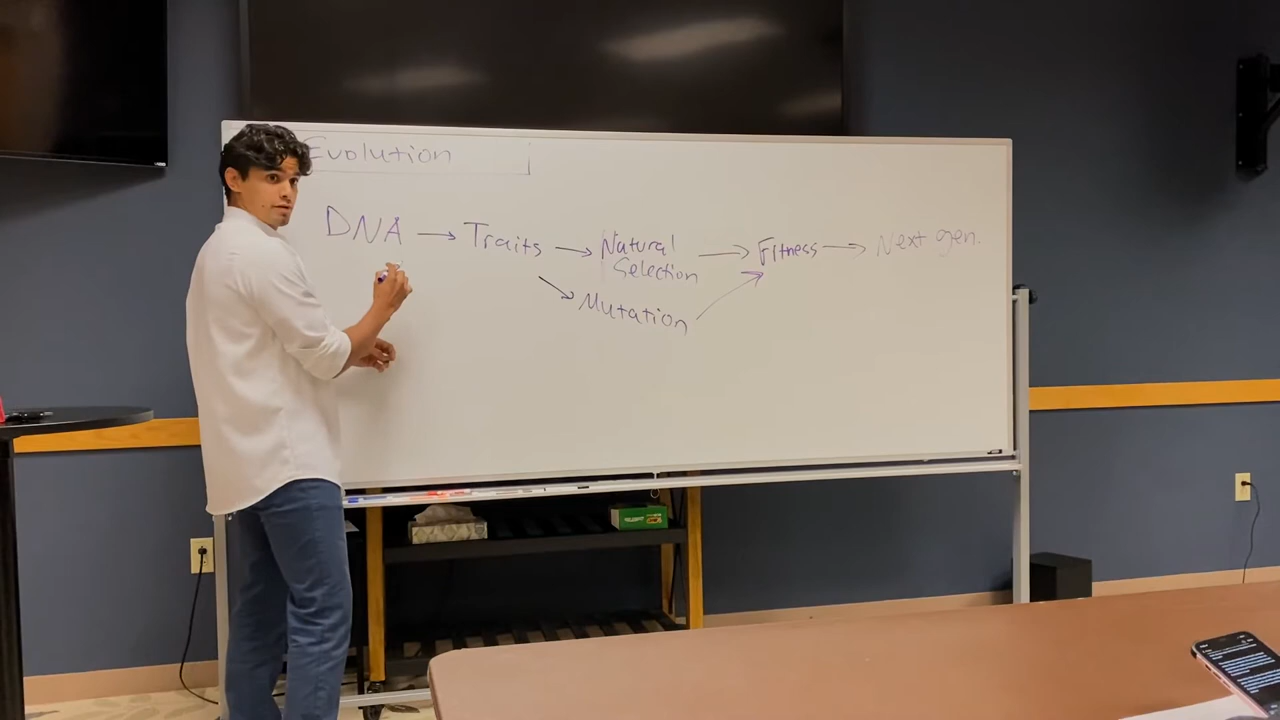 Evolution
DNA → Traits → Natural Selection → Fitness → Next gen.
Mutation